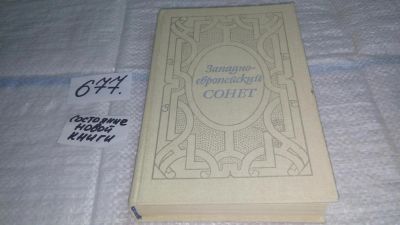 677.
состояние
новой
книги
Западно-
европейский
СОНЕТ